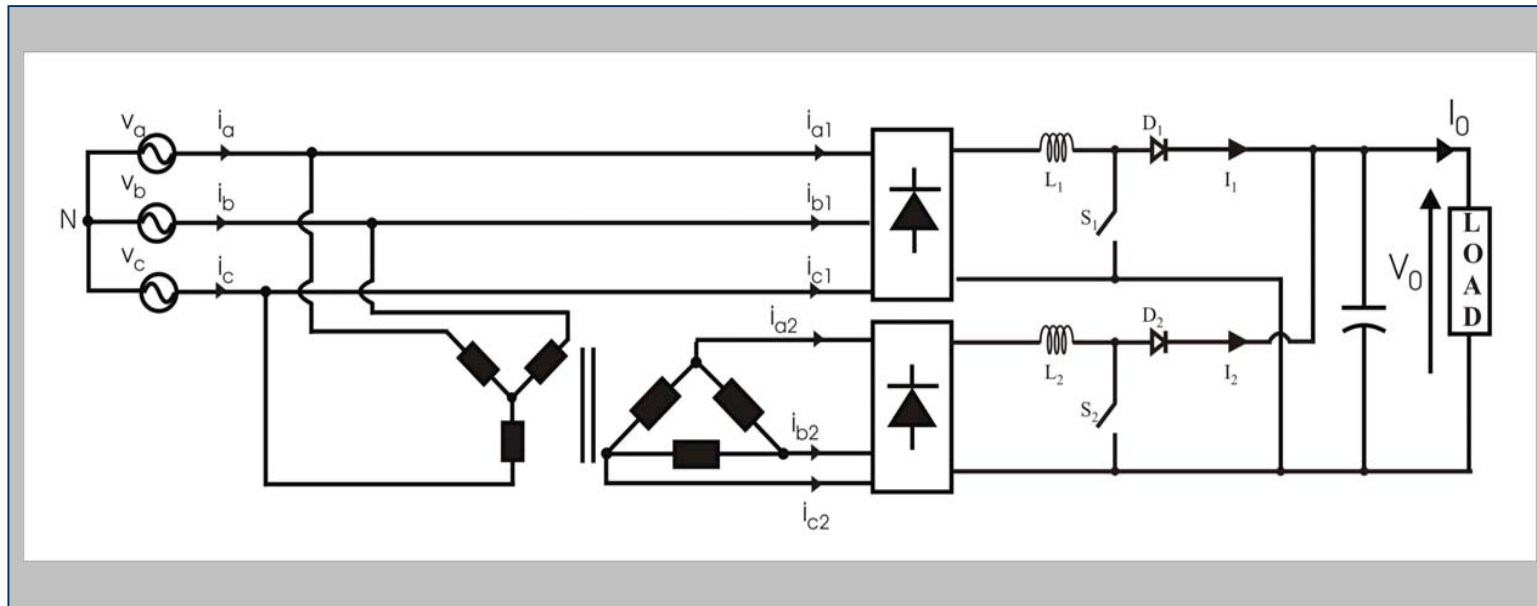 v_a
i_a
i_a1
D_1
I_0
L_1
I_1
v_b
i_b
i_b1
N
S_1
v_c
i_c
i_c1
V_0
LOAD
i_a2
D_2
L_2
I_2
S_2
i_b2
i_c2